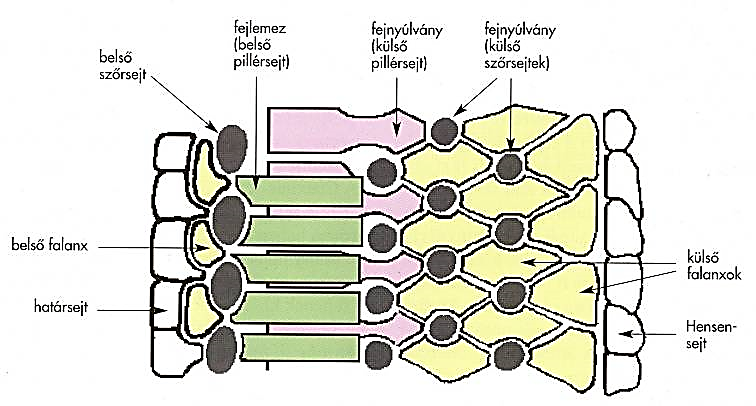 belső
szőrsejt
fejlemez
(belső
pillérsejt)
fejnyúlvány
(külső
pillérsejt)
fejnyúlvány
(külső
szőrsejtek)
belső falanx
határsejt
külső
falanxok
Hensen-
sejt